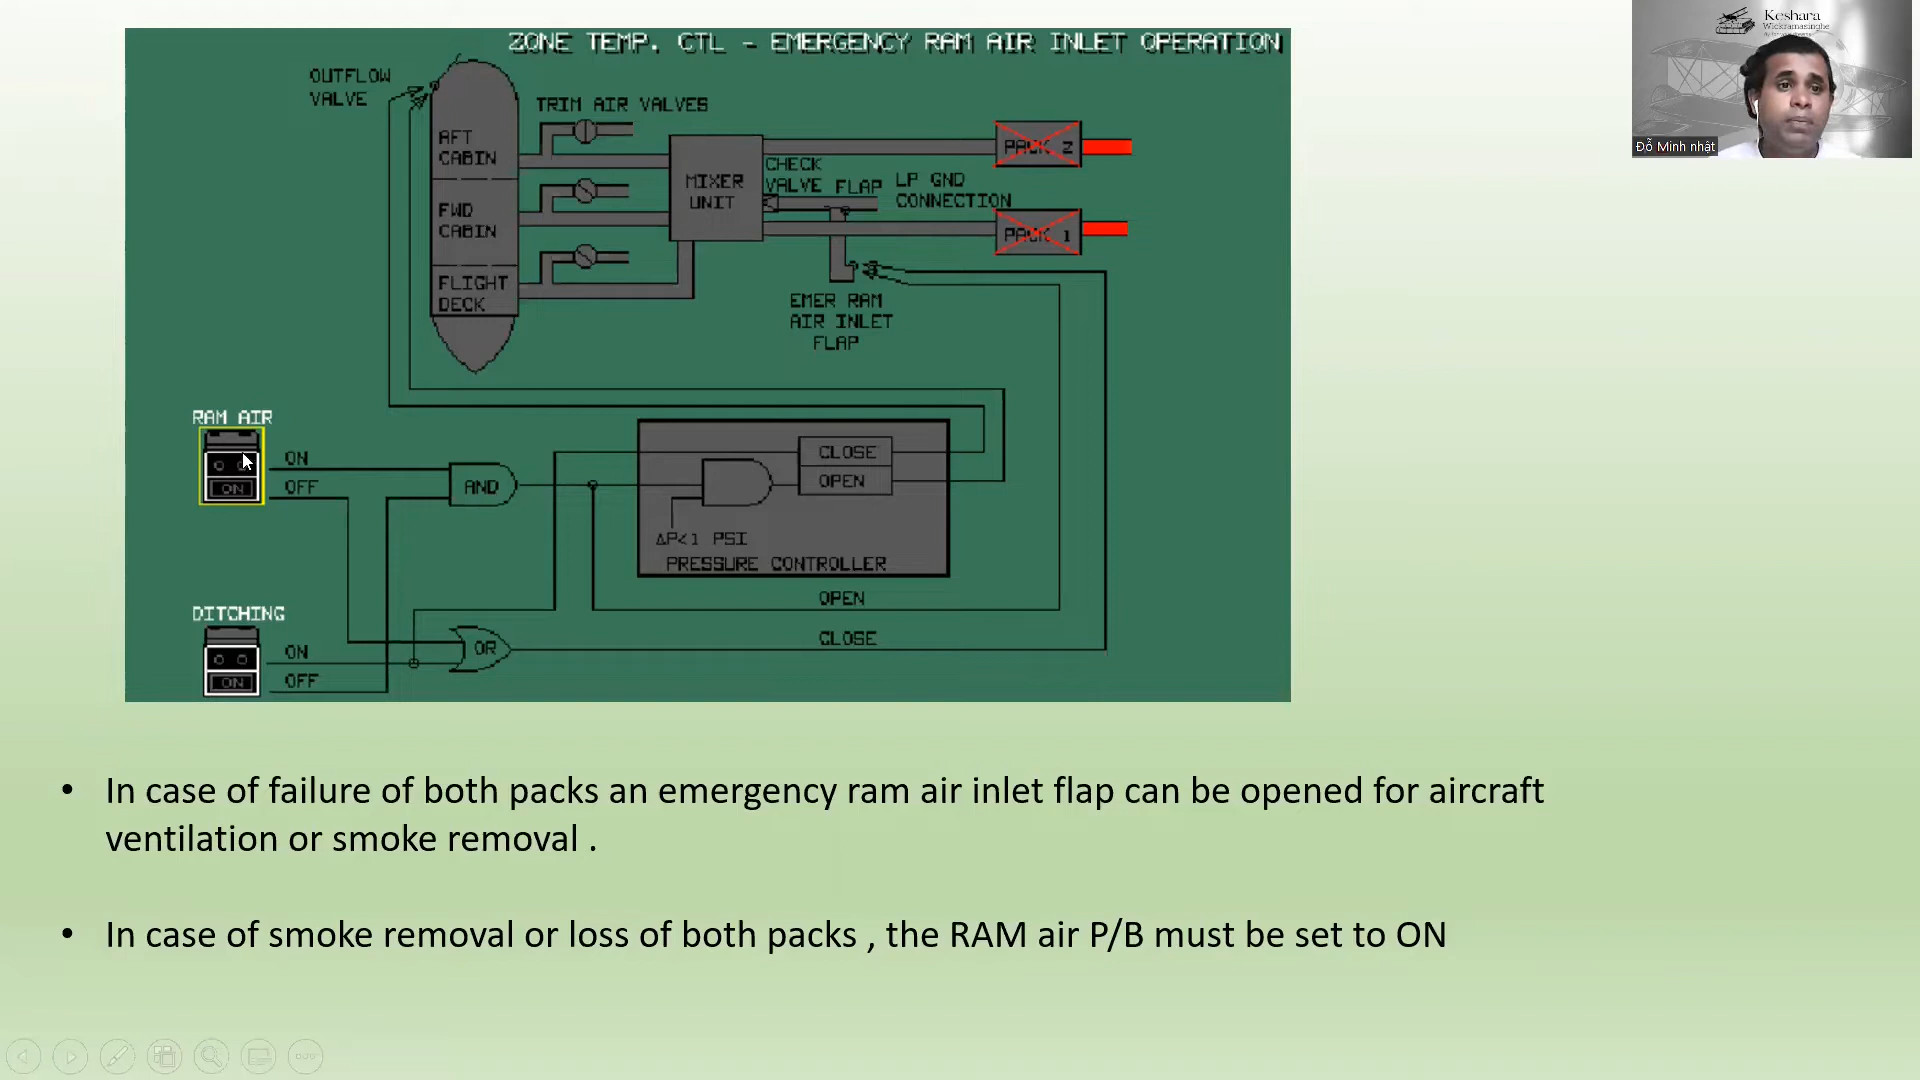 ZONE TEMP. CTL - EMERGENCY RAM AIR INLET OPERATION
OUTFLOW
VALVE
TRIM AIR VALVES
AFT
CABIN
FWD
CABIN
FLIGHT
DECK
MIXER
UNIT
CHECK
VALVE
FLAP
LP GND
CONNECTION
PACK 2
PACK 1
EMER RAM
AIR INLET
FLAP
RAM AIR
ON
OFF
ON
AND
CLOSE
OPEN
ΔP<1 PSI
PRESSURE CONTROLLER
OPEN
CLOSE
DITCHING
ON
OFF
ON
OR
• In case of failure of both packs an emergency ram air inlet flap can be opened for aircraft
ventilation or smoke removal .
• In case of smoke removal or loss of both packs , the RAM air P/B must be set to ON
Keshara
Wickramasinghe
Đỗ Minh nhật